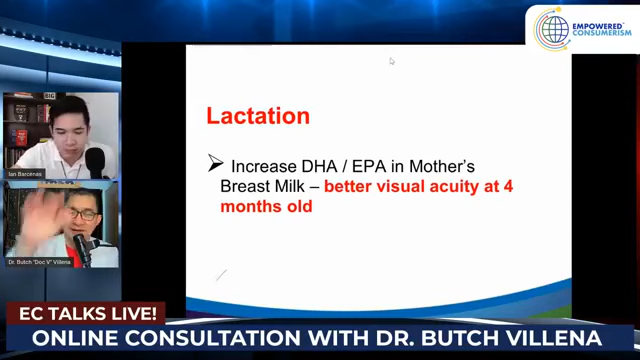 EMPOWERED
CONSUMERISM
Lactation
➢ Increase DHA / EPA in Mother's
Breast Milk – better visual acuity at 4
months old
BIG
Ian Barcenas
Dr. Butch "Doc V" Villena
EC TALKS LIVE!
ONLINE CONSULTATION WITH DR. BUTCH VILLENA